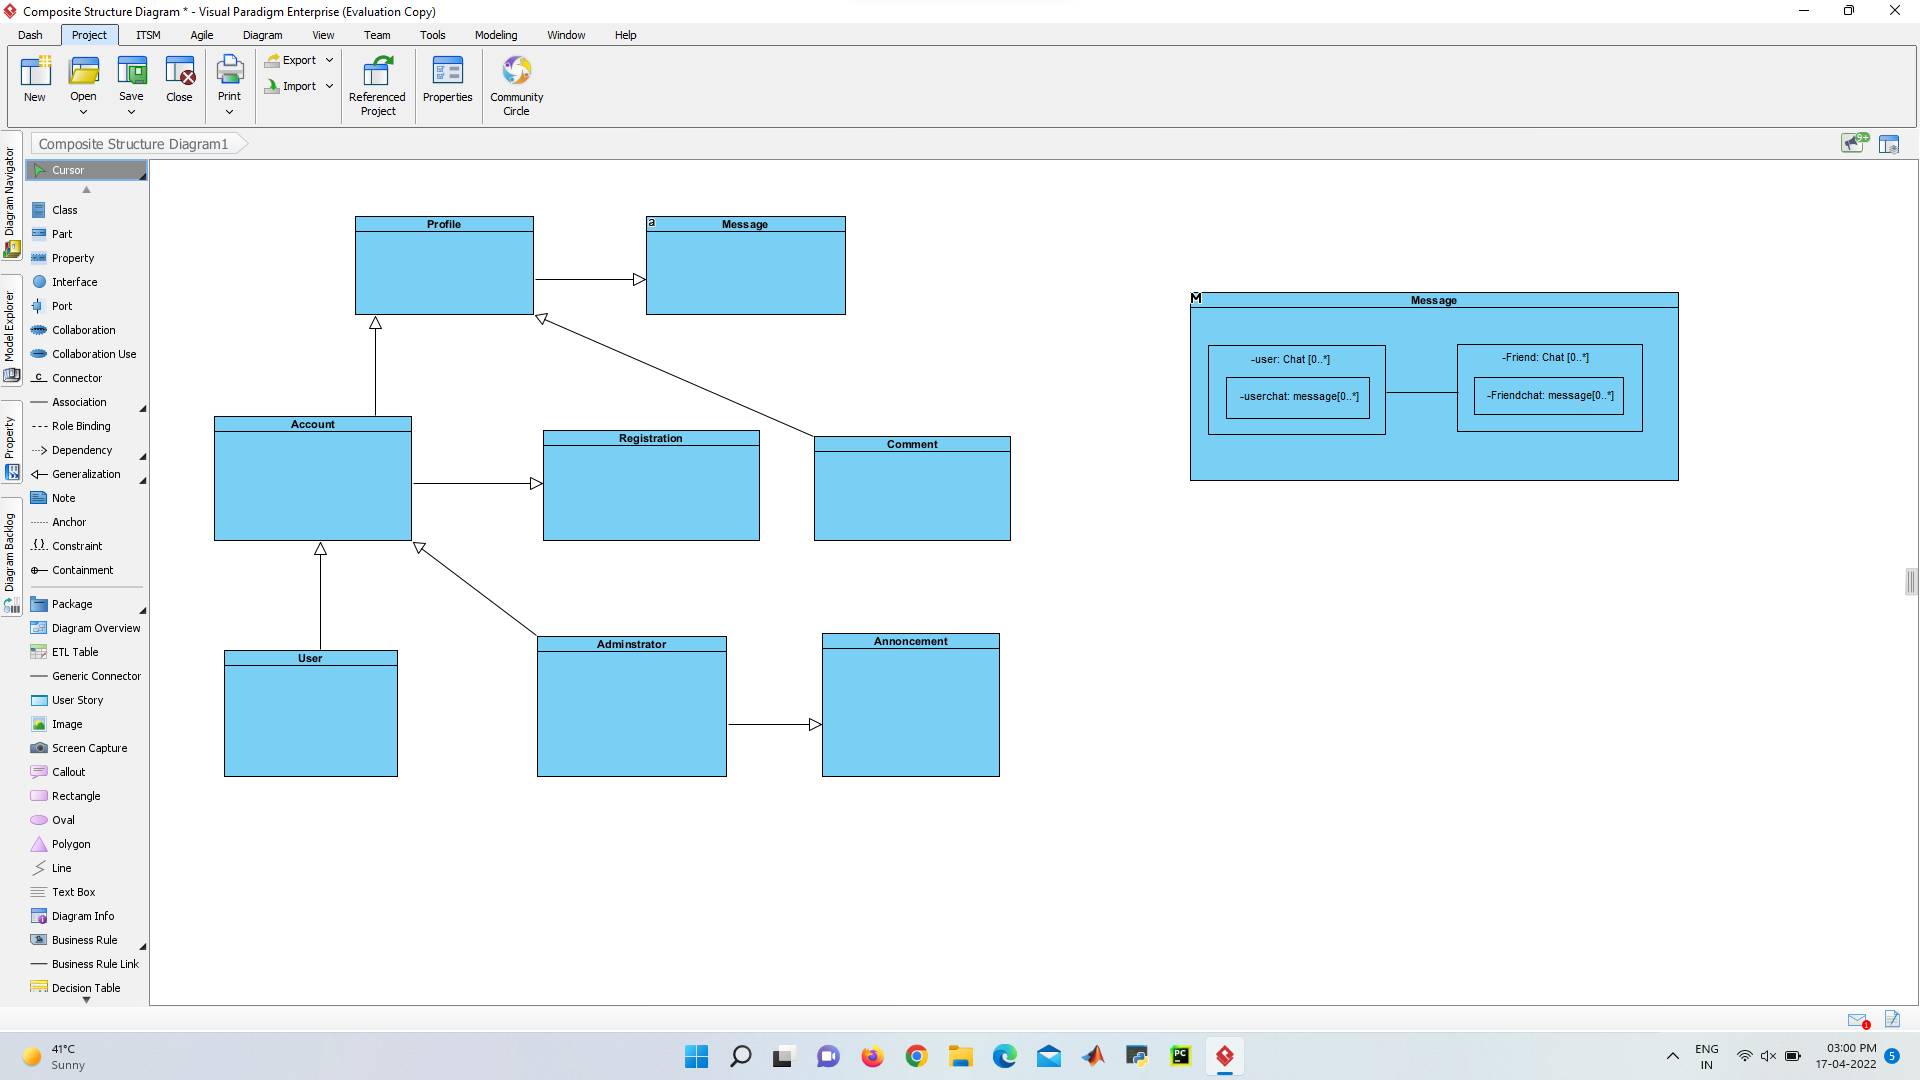 Composite Structure Diagram * - Visual Paradigm Enterprise (Evaluation Copy)
Dash Project ITSM Agile Diagram View Team Tools Modeling Window Help
New Open Save Close Print Export Import Referenced Project Properties Community Circle
Composite Structure Diagram1
9+
Diagram Navigator
Model Explorer
Property
Diagram Backlog
Cursor
Class
Part
Property
Interface
Port
Collaboration
Collaboration Use
Connector
Association
Role Binding
Dependency
Generalization
Note
Anchor
Constraint
Containment
Package
Diagram Overview
ETL Table
Generic Connector
User Story
Image
Screen Capture
Callout
Rectangle
Oval
Polygon
Line
Text Box
Diagram Info
Business Rule
Business Rule Link
Decision Table
Profile
a Message
Account
Registration
Comment
User
Adminstrator
Annoncement
M Message
-user: Chat [0..*]
-userchat: message[0..*]
-Friend: Chat [0..*]
-Friendchat: message[0..*]
1
41°C
Sunny
PC
ENG
IN
03:00 PM
17-04-2022
5